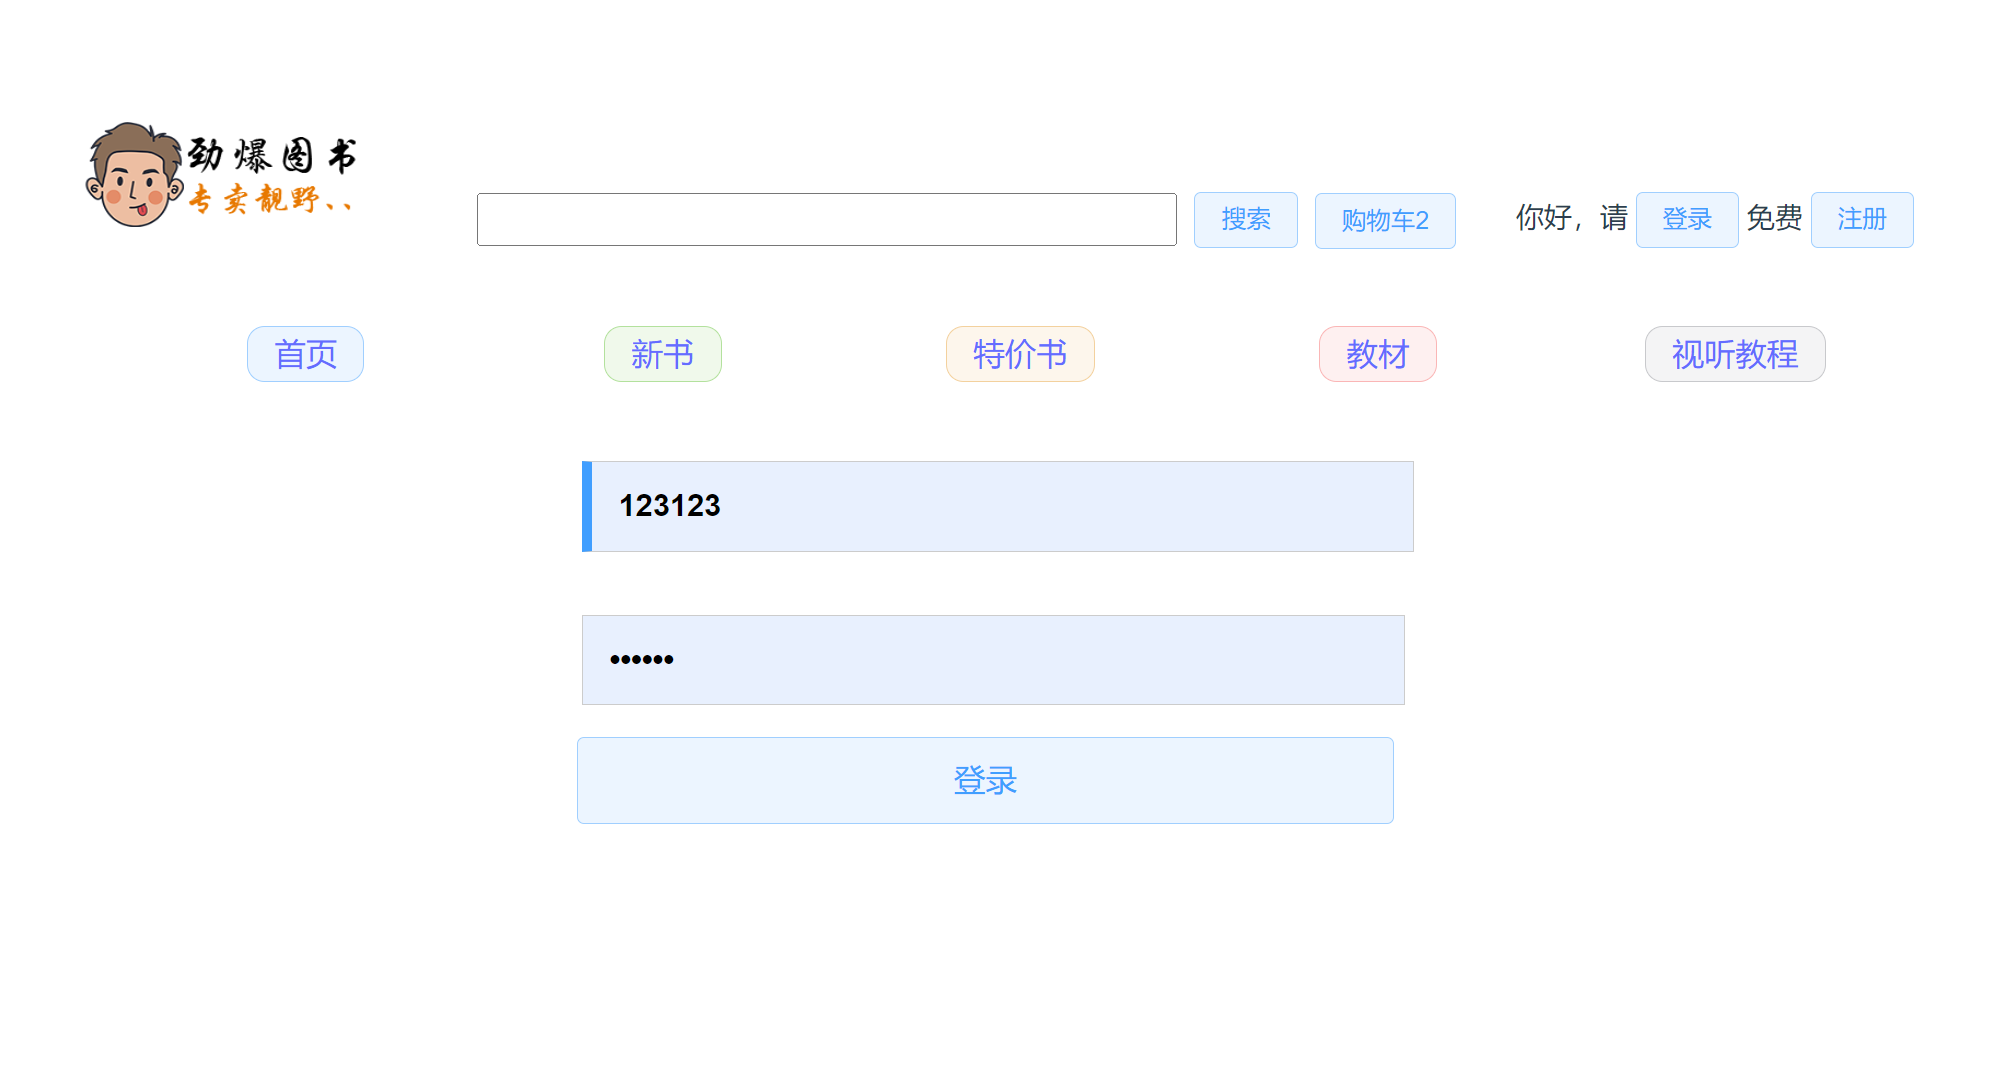 劲爆图书
专卖靓野、、
搜索 购物车2 你好，请 登录 免费 注册
首页 新书 特价书 教材 视听教程
123123
••••••
登录